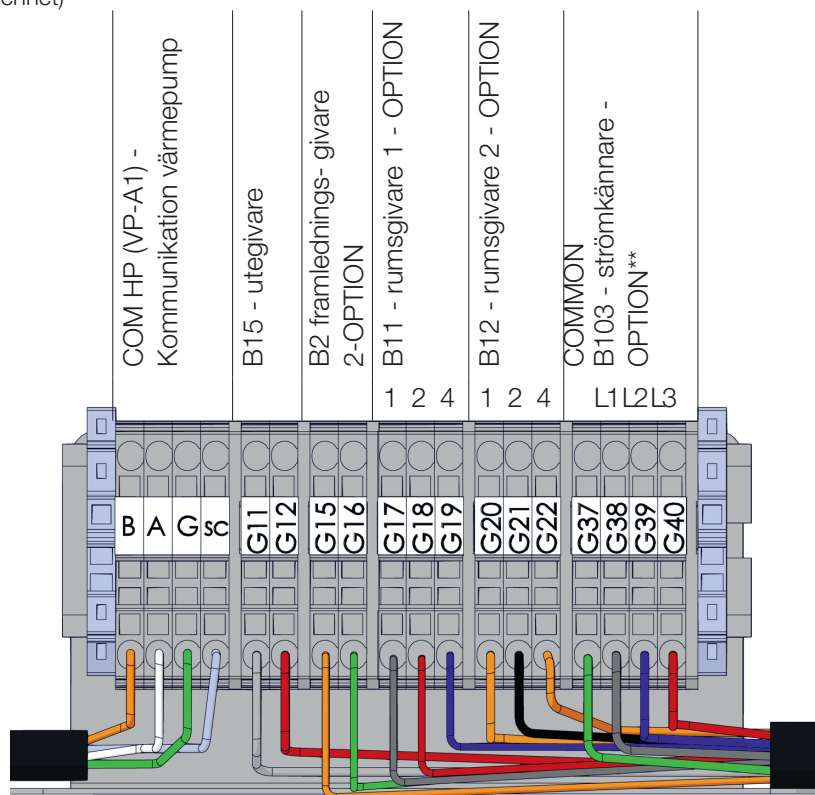 ennet)
COM HP (VP-A1) -
Kommunikation värmepump
B15 - utegivare
B2 framlednings- givare
2-OPTION
B11 - rumsgivare 1 - OPTION
B12 - rumsgivare 2 - OPTION
COMMON
B103 - strömkännare -
OPTION**
1 2 4 1 2 4 L1 L2 L3
B A G SC G11 G12 G15 G16 G17 G18 G19 G20 G21 G22 G37 G38 G39 G40